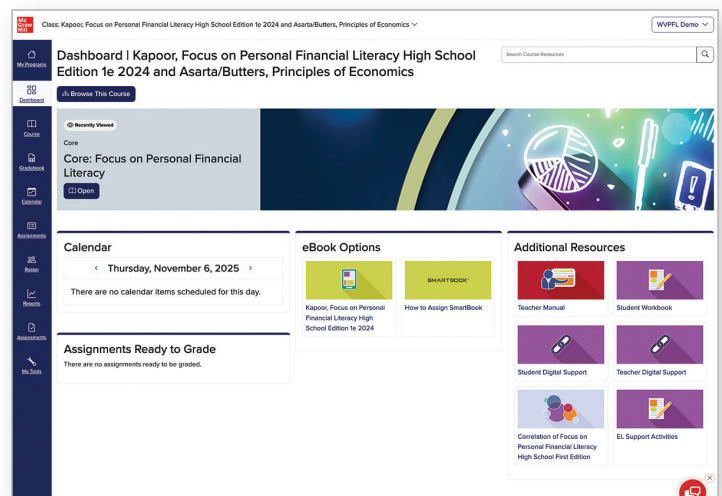 Mc
Graw
Hill
Class: Kapoor, Focus on Personal Financial Literacy High School Edition 1e 2024 and Asarta/Butters, Principles of Economics
WVPFL Demo
My Programs
Dashboard
Course
Gradebook
Calendar
Assignments
Roster
Reports
Assessments
My Tools
Dashboard | Kapoor, Focus on Personal Financial Literacy High School
Edition 1e 2024 and Asarta/Butters, Principles of Economics
Search Course Resources
Browse This Course
Recently Viewed
Core
Core: Focus on Personal Financial
Literacy
Open
Calendar
Thursday, November 6, 2025
There are no calendar items scheduled for this day.
Assignments Ready to Grade
There are no assignments ready to be graded.
eBook Options
Kapoor, Focus on Personal
Financial Literacy High
School Edition 1e 2024
SMARTBOOK
How to Assign SmartBook
Additional Resources
Teacher Manual
Student Workbook
Student Digital Support
Teacher Digital Support
Correlation of Focus on
Personal Financial Literacy
High School First Edition
EL Support Activities